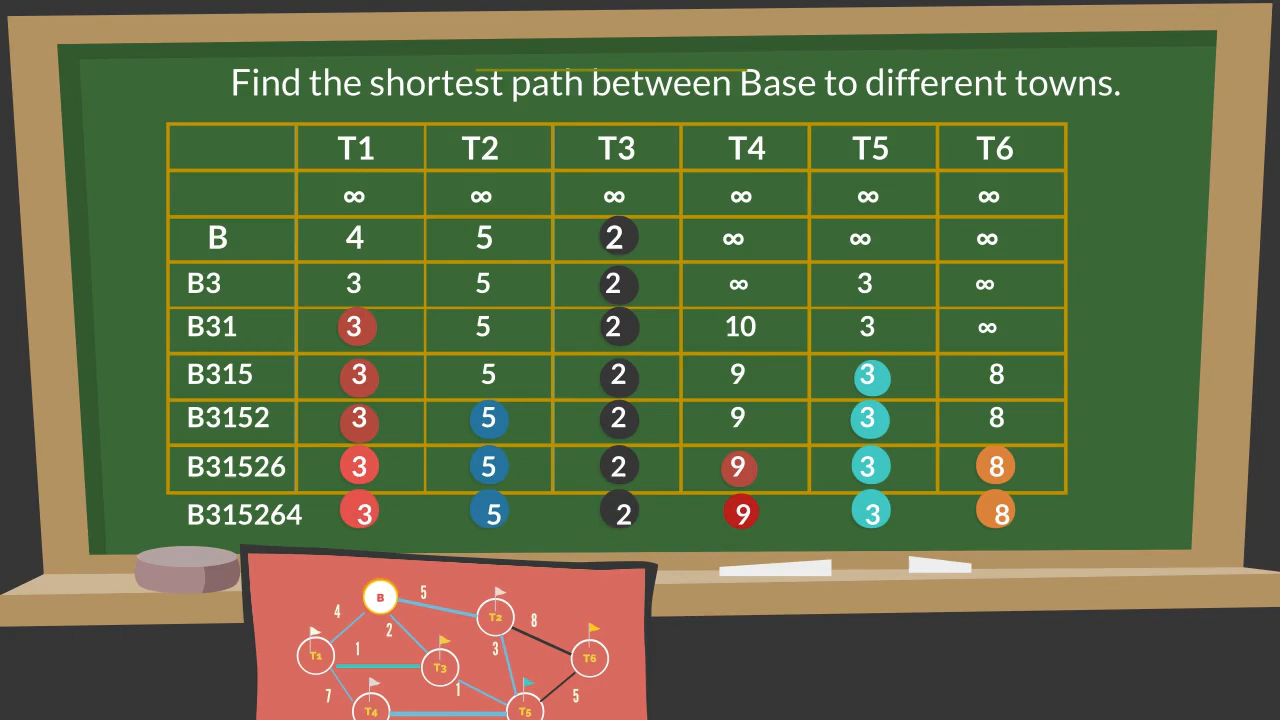 Find the shortest path between Base to different towns.
T1 T2 T3 T4 T5 T6
∞ ∞ ∞ ∞ ∞ ∞
B 4 5 2 ∞ ∞ ∞
B3 3 5 2 ∞ 3 ∞
B31 3 5 2 10 3 ∞
B315 3 5 2 9 3 8
B3152 3 5 2 9 3 8
B31526 3 5 2 9 3 8
B315264 3 5 2 9 3 8
B 5
4 T2 8
2
T1 1 T3 3 T6
7 1 5
T4 T5